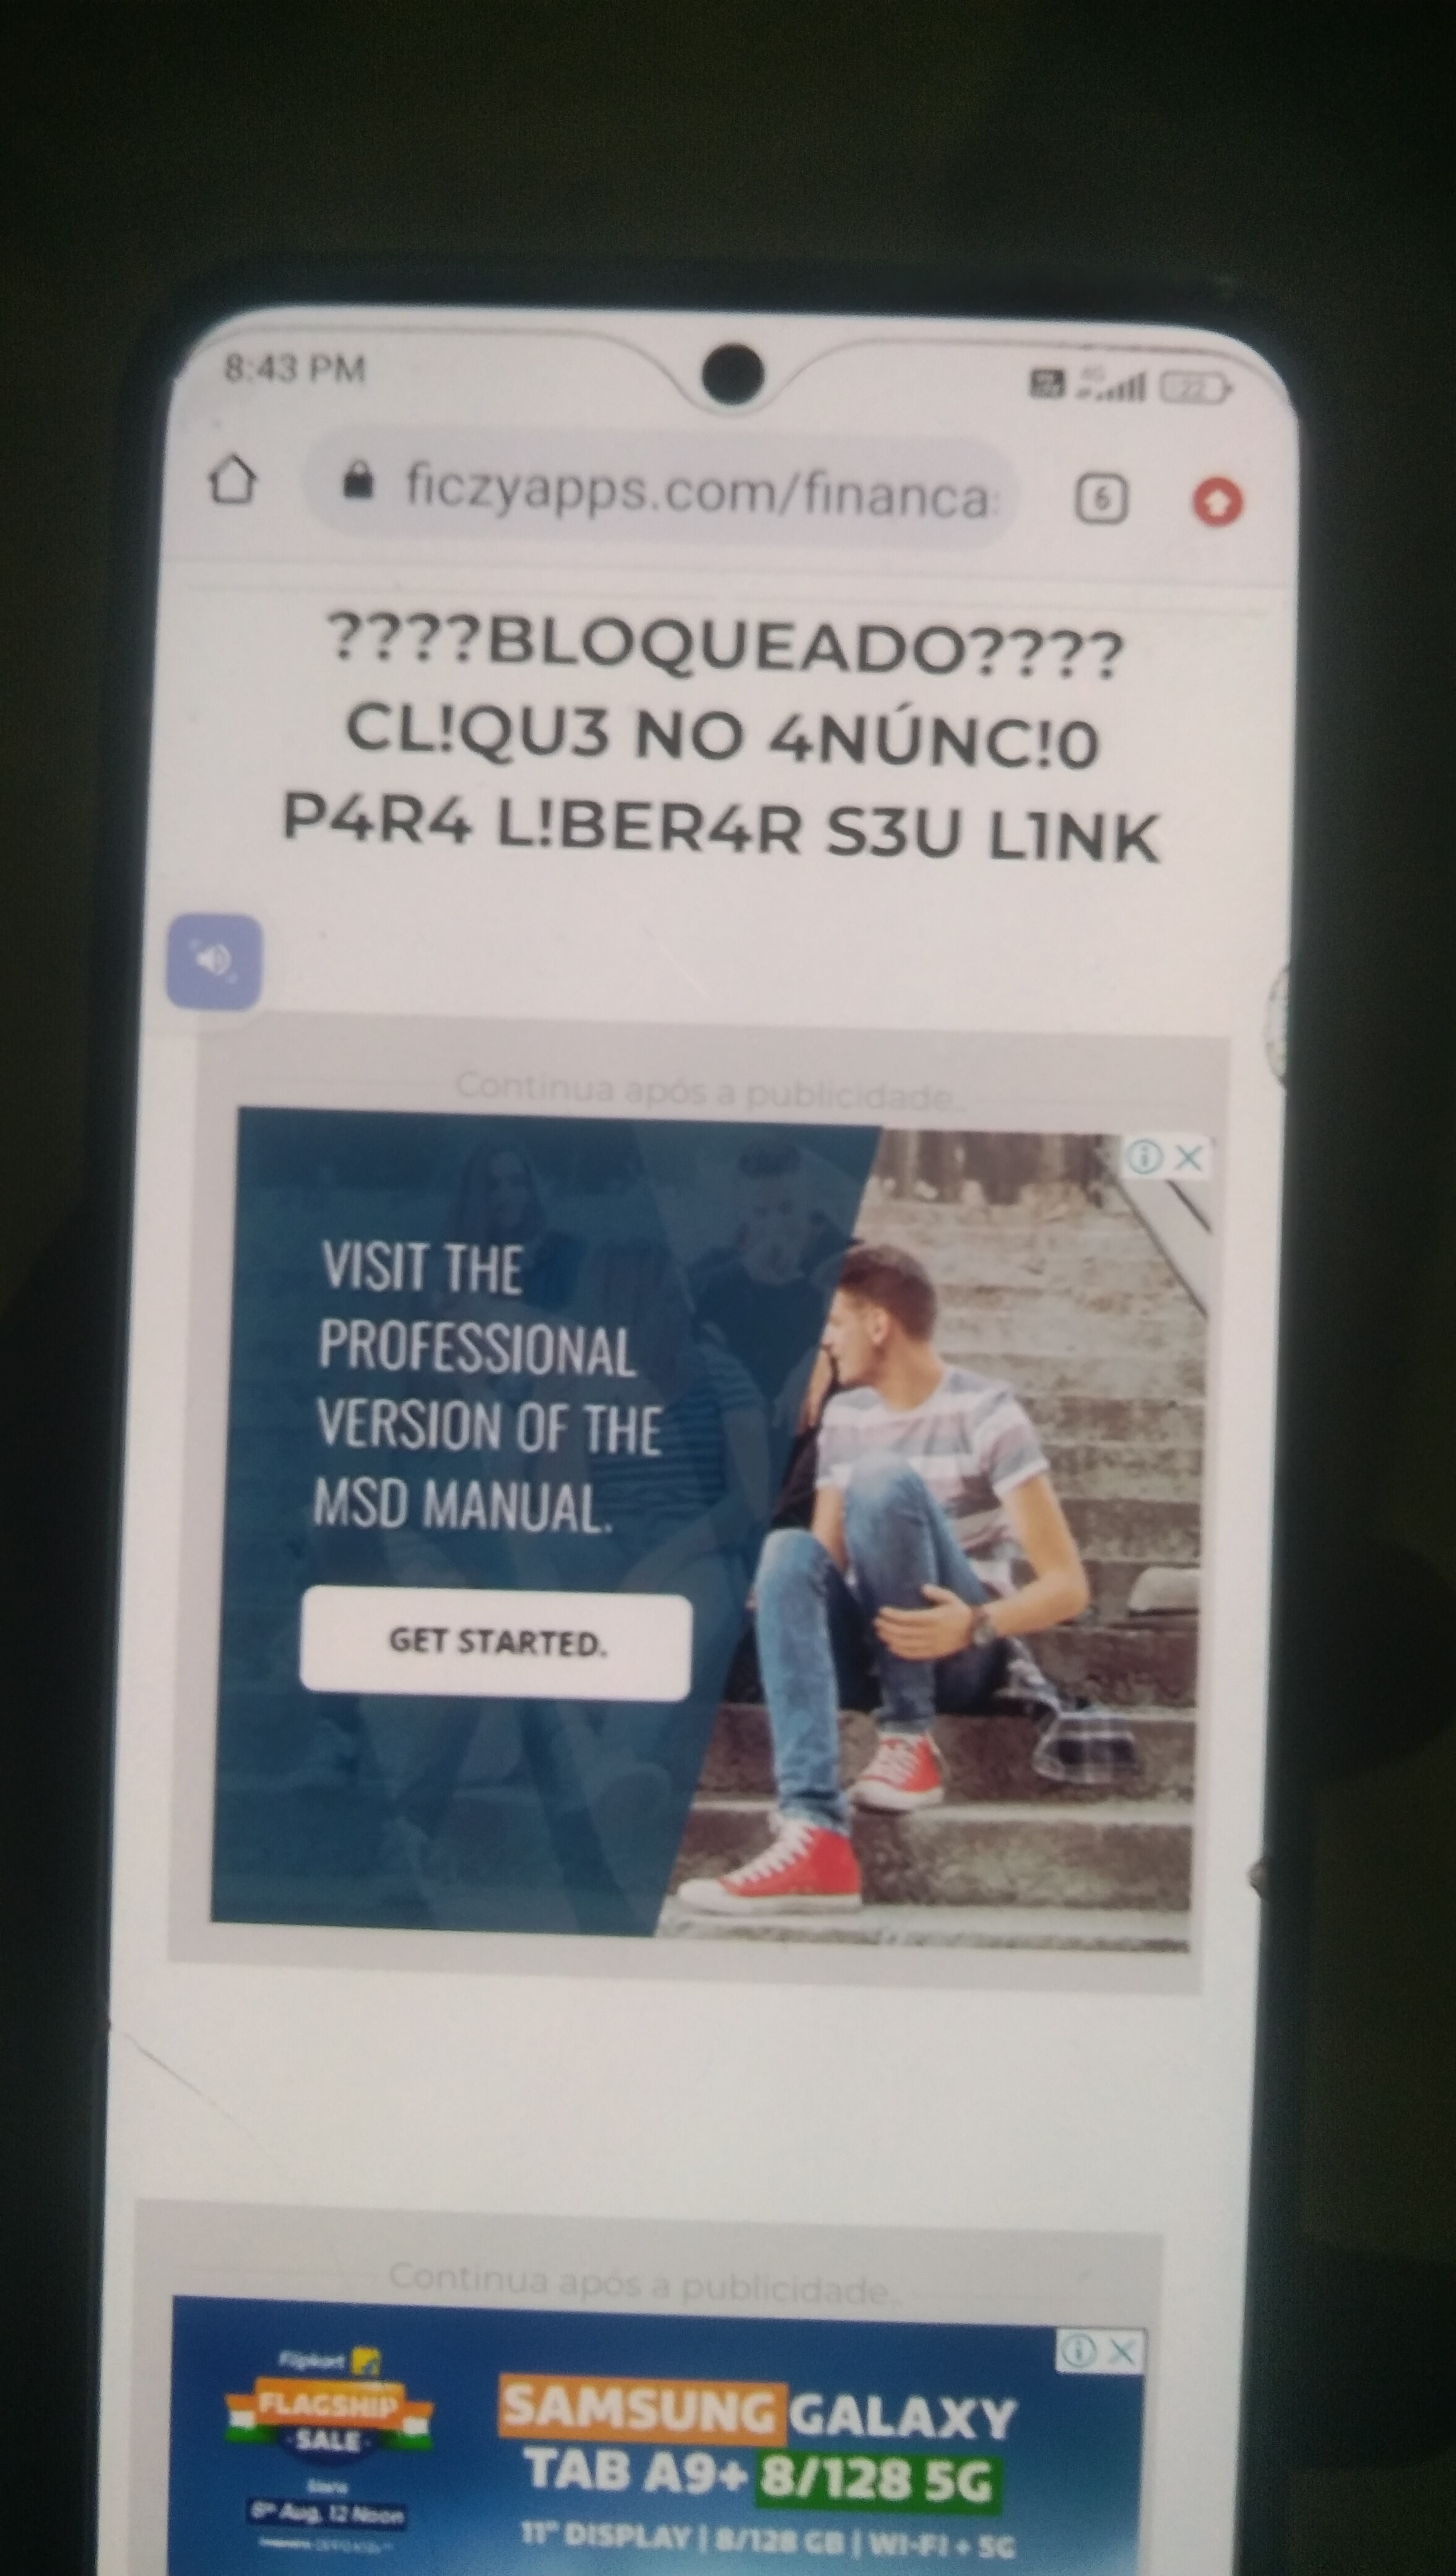 8:43 PM
4G
22
ficzyapps.com/financa
6
????BLOQUEADO????
CL!QU3 NO 4NÚNC!0
P4R4 L!BER4R S3U L1NK
Continua após a publicidade..
VISIT THE
PROFESSIONAL
VERSION OF THE
MSD MANUAL.
GET STARTED.
Continua após a publicidade..
Flipkart
FLAGSHIP
SALE
SAMSUNG GALAXY
TAB A9+ 8/128 5G
6th Aug, 12 Noon
11" DISPLAY | 8/128 GB | WI-FI + 5G